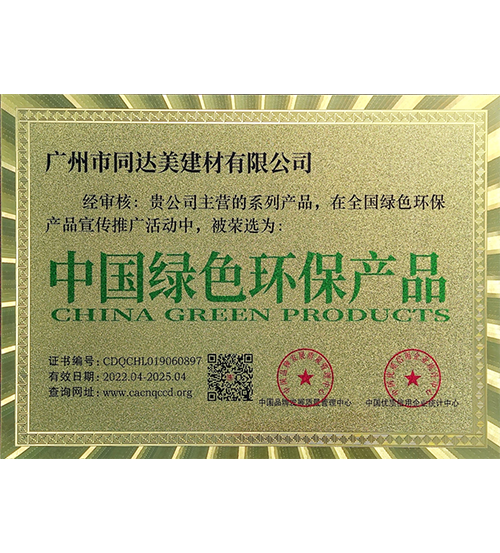 广州市同达美建材有限公司
经审核：贵公司主营的系列产品，在全国绿色环保
产品宣传推广活动中，被荣选为：
中国绿色环保产品
CHINA GREEN PRODUCTS
证书编号：CDQCHL019060897
有效日期：2022.04-2025.04
查询网址：www.cacnqccd.org
中国品牌发展质量管理中心
中国优质信用企业统计中心